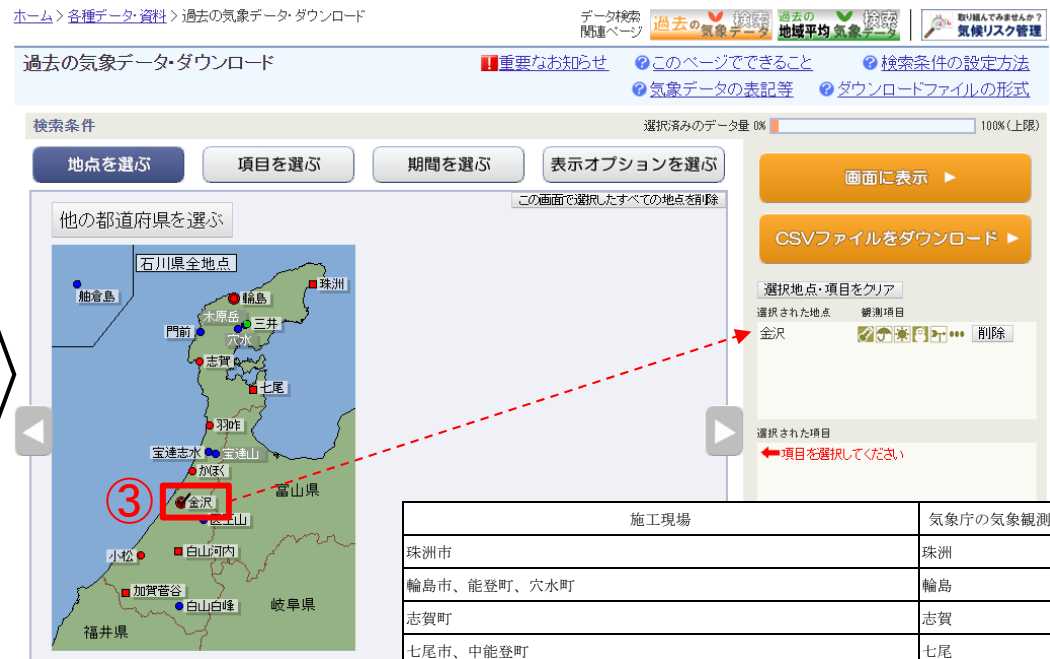 ホーム > 各種データ・資料 > 過去の気象データ・ダウンロード
データ検索
関連ページ
過去の気象データ検索
過去の地域平均気象データ検索
取り組んでみませんか?
気候リスク管理
過去の気象データ・ダウンロード
重要なお知らせ
このページでできること
検索条件の設定方法
気象データの表記等
ダウンロードファイルの形式
検索条件
選択済みのデータ量 0%
100%(上限)
地点を選ぶ
項目を選ぶ
期間を選ぶ
表示オプションを選ぶ
画面に表示
CSVファイルをダウンロード
この画面で選択したすべての地点を削除
他の都道府県を選ぶ
石川県全地点
舳倉島
珠洲
輪島
木原岳
三井
門前
穴水
志賀
七尾
羽咋
宝達志水
宝達山
かほく
③
金沢
富山県
医王山
小松
白山河内
加賀菅谷
白山白峰
岐阜県
福井県
選択地点・項目をクリア
選択された地点
観測項目
金沢
削除
選択された項目
項目を選択してください
施工現場
気象庁の気象観測
珠洲市
珠洲
輪島市、能登町、穴水町
輪島
志賀町
志賀
七尾市、中能登町
七尾